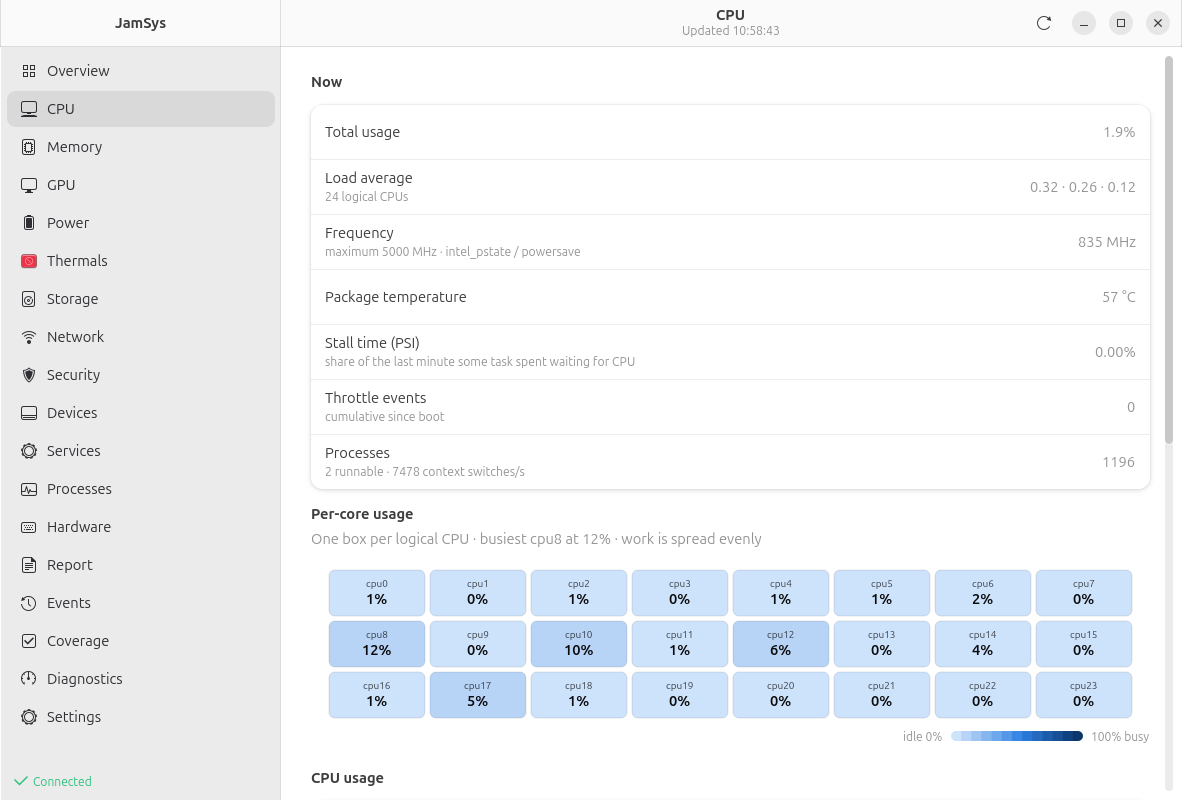 JamSys
CPU
Updated 10:58:43
Overview
CPU
Memory
GPU
Power
Thermals
Storage
Network
Security
Devices
Services
Processes
Hardware
Report
Events
Coverage
Diagnostics
Settings
Connected
Now
Total usage
1.9%
Load average
24 logical CPUs
0.32 · 0.26 · 0.12
Frequency
maximum 5000 MHz · intel_pstate / powersave
835 MHz
Package temperature
57 °C
Stall time (PSI)
share of the last minute some task spent waiting for CPU
0.00%
Throttle events
cumulative since boot
0
Processes
2 runnable · 7478 context switches/s
1196
Per-core usage
One box per logical CPU · busiest cpu8 at 12% · work is spread evenly
cpu0 cpu1 cpu2 cpu3 cpu4 cpu5 cpu6 cpu7
1% 0% 1% 0% 1% 1% 2% 0%
cpu8 cpu9 cpu10 cpu11 cpu12 cpu13 cpu14 cpu15
12% 0% 10% 1% 6% 0% 4% 0%
cpu16 cpu17 cpu18 cpu19 cpu20 cpu21 cpu22 cpu23
1% 5% 1% 0% 0% 0% 0% 0%
idle 0% 100% busy
CPU usage